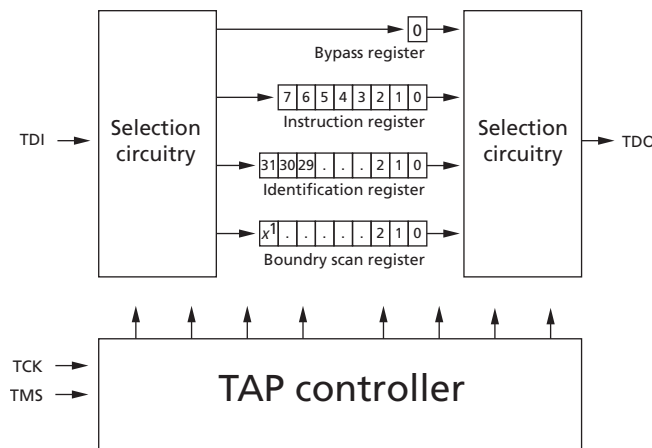 0
Bypass register
7 6 5 4 3 2 1 0
Instruction register
TDI
Selection circuitry
Selection circuitry
TDO
31 30 29 . . . 2 1 0
Identification register
x1 . . . . . 2 1 0
Boundry scan register
TCK
TMS
TAP controller